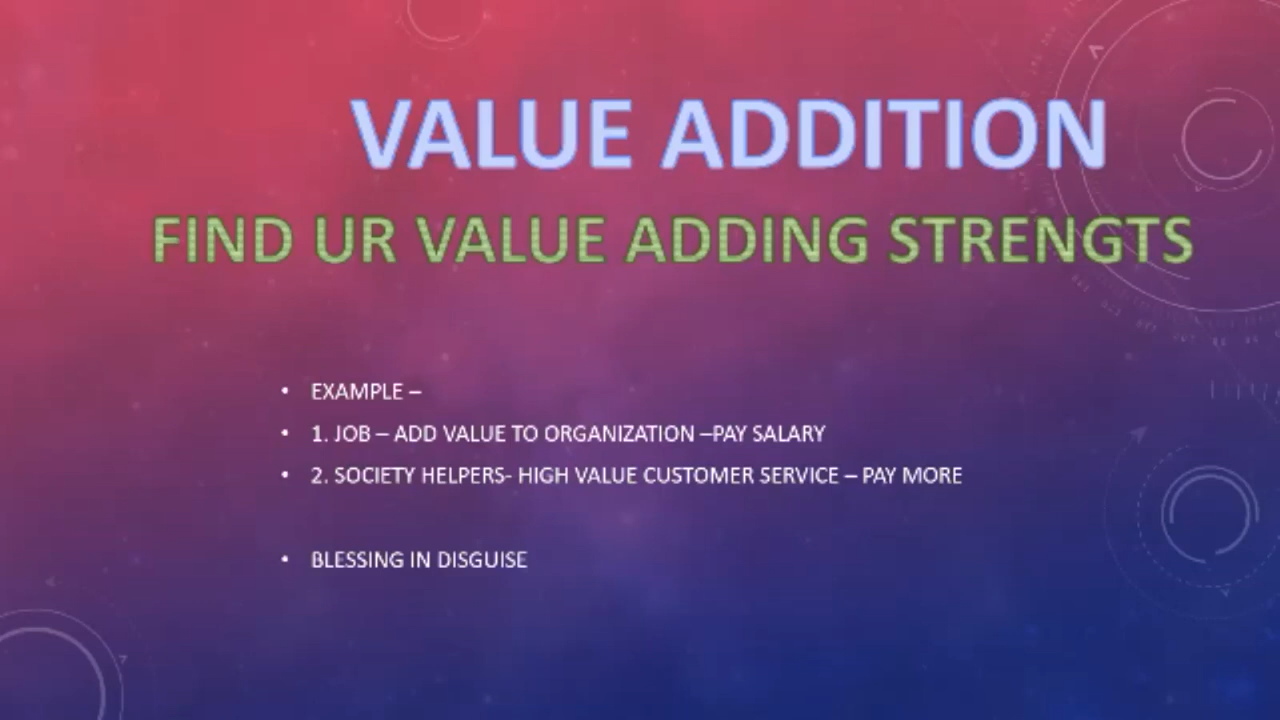 VALUE ADDITION
FIND UR VALUE ADDING STRENGTS
• EXAMPLE –
• 1. JOB – ADD VALUE TO ORGANIZATION –PAY SALARY
• 2. SOCIETY HELPERS- HIGH VALUE CUSTOMER SERVICE – PAY MORE
• BLESSING IN DISGUISE